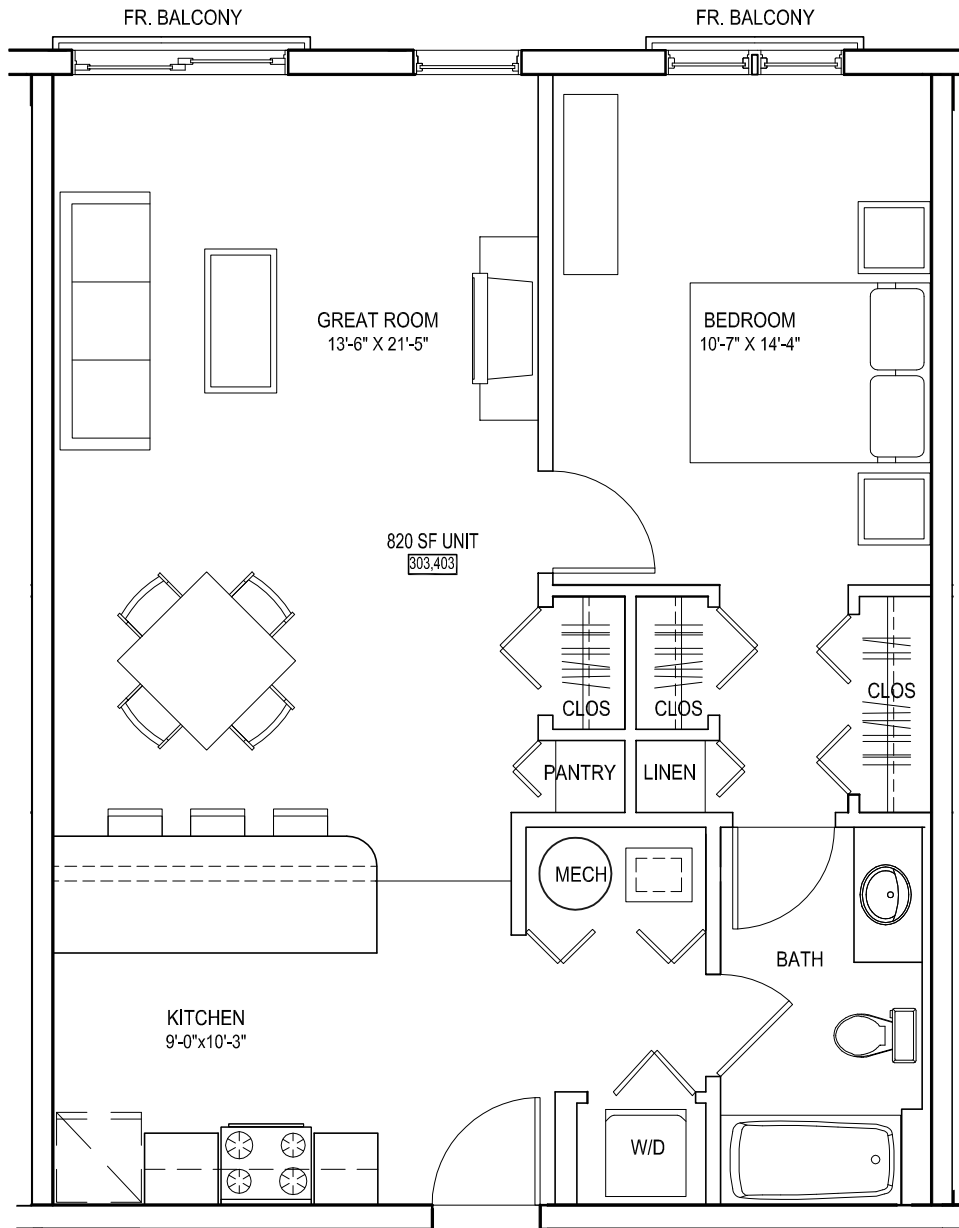 FR. BALCONY
FR. BALCONY
GREAT ROOM
13'-6" X 21'-5"
BEDROOM
10'-7" X 14'-4"
820 SF UNIT
303,403
CLOS
CLOS
CLOS
PANTRY
LINEN
MECH
BATH
KITCHEN
9'-0"x10'-3"
W/D